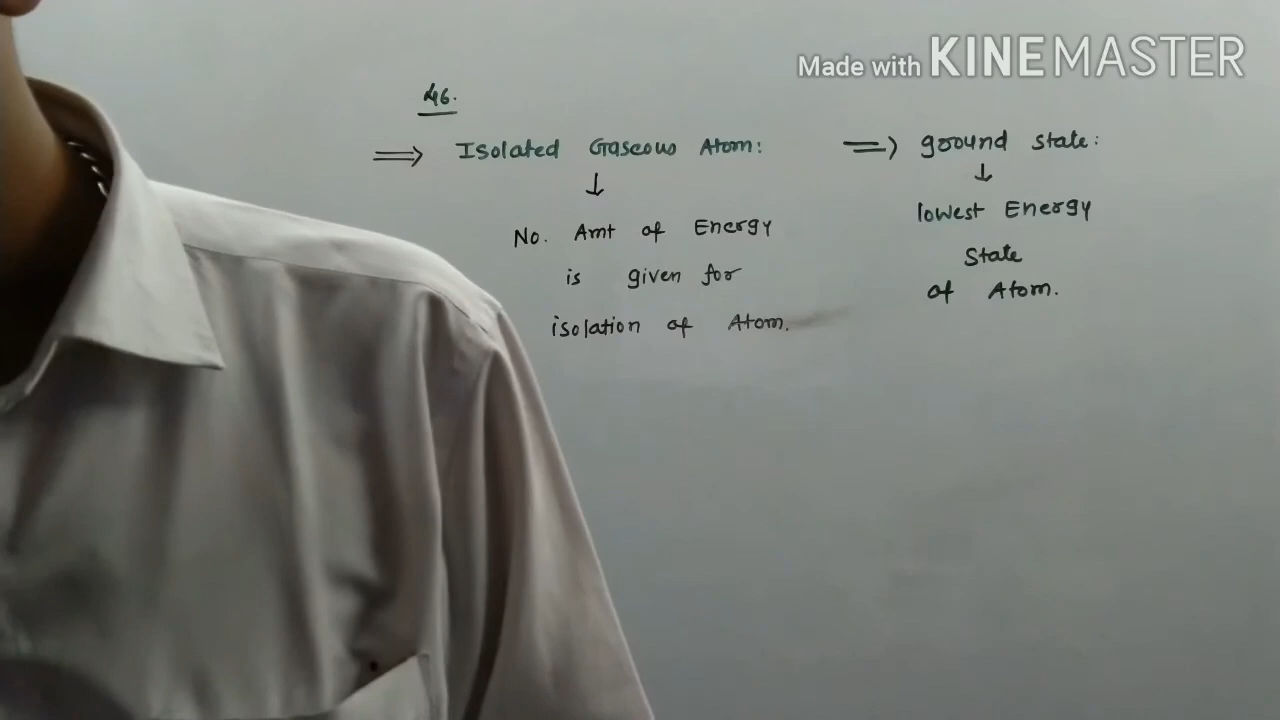 Made with KINEMASTER
46.
⇒ Isolated Gaseous Atom:
↓
No. Amt of Energy
is given for
isolation of Atom.
⇒ ground state:
↓
lowest Energy
State
of Atom.